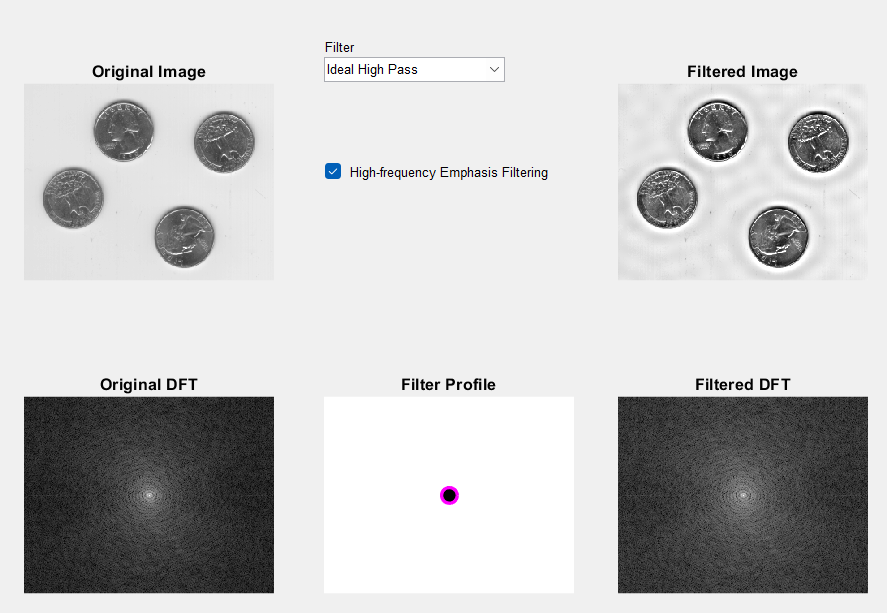 Filter
Original Image
Ideal High Pass
Filtered Image
High-frequency Emphasis Filtering
Original DFT
Filter Profile
Filtered DFT